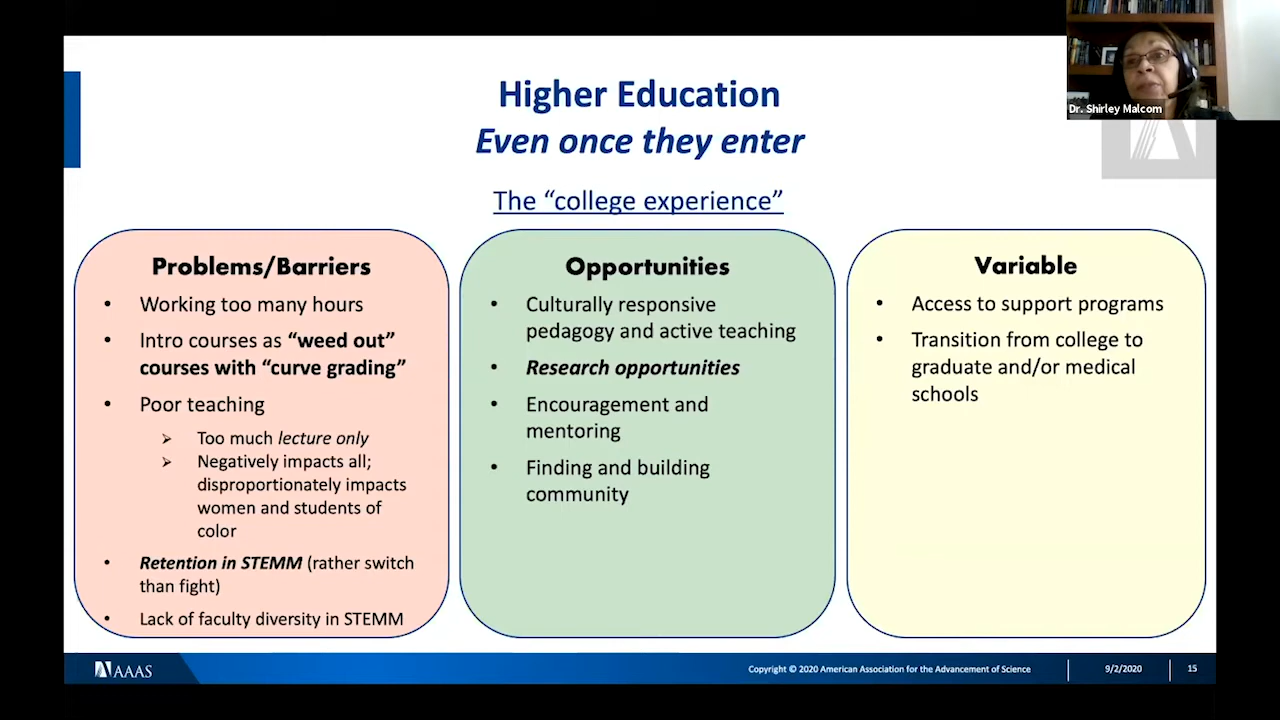 Dr. Shirley Malcom
Higher Education
Even once they enter
The “college experience”
Problems/Barriers
• Working too many hours
• Intro courses as “weed out”
courses with “curve grading”
• Poor teaching
➢ Too much lecture only
➢ Negatively impacts all;
disproportionately impacts
women and students of
color
• Retention in STEMM (rather switch
than fight)
• Lack of faculty diversity in STEMM
Opportunities
• Culturally responsive
pedagogy and active teaching
• Research opportunities
• Encouragement and
mentoring
• Finding and building
community
Variable
• Access to support programs
• Transition from college to
graduate and/or medical
schools
AAAS
Copyright © 2020 American Association for the Advancement of Science
9/2/2020
15